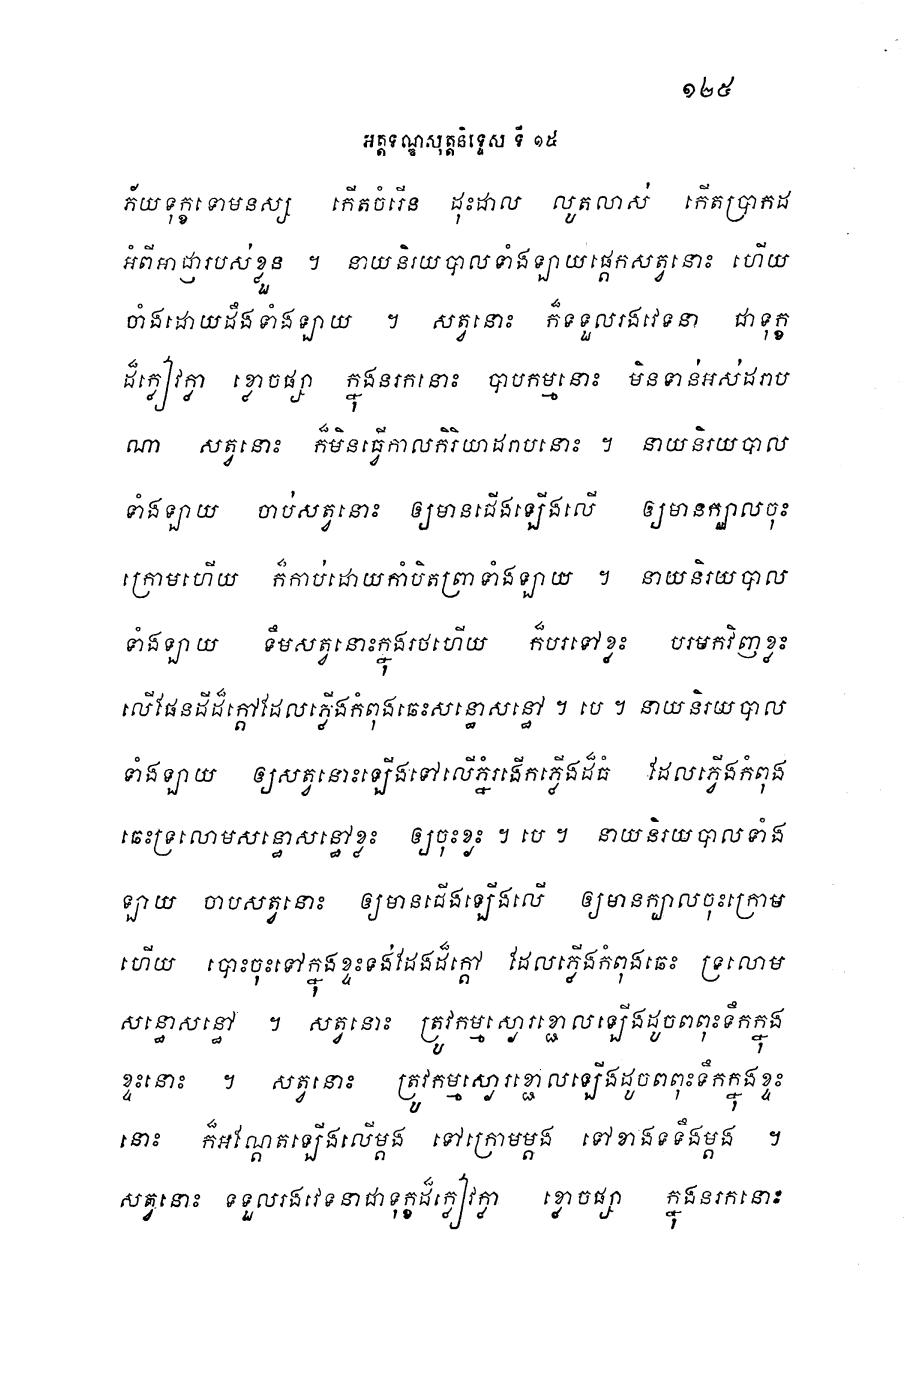 ១២៥
អត្តទណ្ឌសុត្តនិទ្ទេស ទី ១៥
ភ័យទុក្ខទោមនស្ស កើតចំរើន ដុះដាល លូតលាស់ កើតប្រាកដ
អំពីអាជ្ញារបស់ខ្លួន ។ នាយនិរយបាលទាំងឡាយផ្តេកសត្វនោះ ហើយ
ចាំងដោយដឹងទាំងឡាយ ។ សត្វនោះ ក៏ទទួលរងវេទនា ជាទុក្ខ
ដ៏ក្លៀវក្លា ខ្លោចផ្សា ក្នុងនរកនោះ បាបកម្មនោះ មិនទាន់អស់ដរាប
ណា សត្វនោះ ក៏មិនធ្វើកាលកិរិយាដរាបនោះ ។ នាយនិរយបាល
ទាំងឡាយ ចាប់សត្វនោះ ឲ្យមានជើងឡើងលើ ឲ្យមានក្បាលចុះ
ក្រោមហើយ ក៏កាប់ដោយកាំបិតព្រាទាំងឡាយ ។ នាយនិរយបាល
ទាំងឡាយ ទឹមសត្វនោះក្នុងរថហើយ ក៏បរទៅខ្លះ បរមកវិញខ្លះ
លើផែនដីដ៏ក្តៅដែលភ្លើងកំពុងឆេះសន្ធោសន្ធៅ ។ បេ ។ នាយនិរយបាល
ទាំងឡាយ ឲ្យសត្វនោះឡើងទៅលើភ្នំរងើកភ្លើងដ៏ធំ ដែលភ្លើងកំពុង
ឆេះទ្រលោមសន្ធោសន្ធៅខ្លះ ឲ្យចុះខ្លះ ។ បេ ។ នាយនិរយបាលទាំង
ឡាយ ចាបសត្វនោះ ឲ្យមានជើងឡើងលើ ឲ្យមានក្បាលចុះក្រោម
ហើយ បោះចុះទៅក្នុងខ្ទះទង់ដែងដ៏ក្តៅ ដែលភ្លើងកំពុងឆេះ ទ្រលោម
សន្ធោសន្ធៅ ។ សត្វនោះ ត្រូវកម្មស្ងោរខ្ជោលឡើងដូចពពុះទឹកក្នុង
ខ្ទះនោះ ។ សត្វនោះ ត្រូវកម្មស្ងោរខ្ជោលឡើងដូចពពុះទឹកក្នុងខ្ទះ
នោះ ក៏អណ្តែតឡើងលើម្តង ទៅក្រោមម្តង ទៅខាងទទឹងម្តង ។
សត្វនោះ ទទួលរងវេទនាជាទុក្ខដ៏ក្លៀវក្លា ខ្លោចផ្សា ក្នុងនរកនោះ